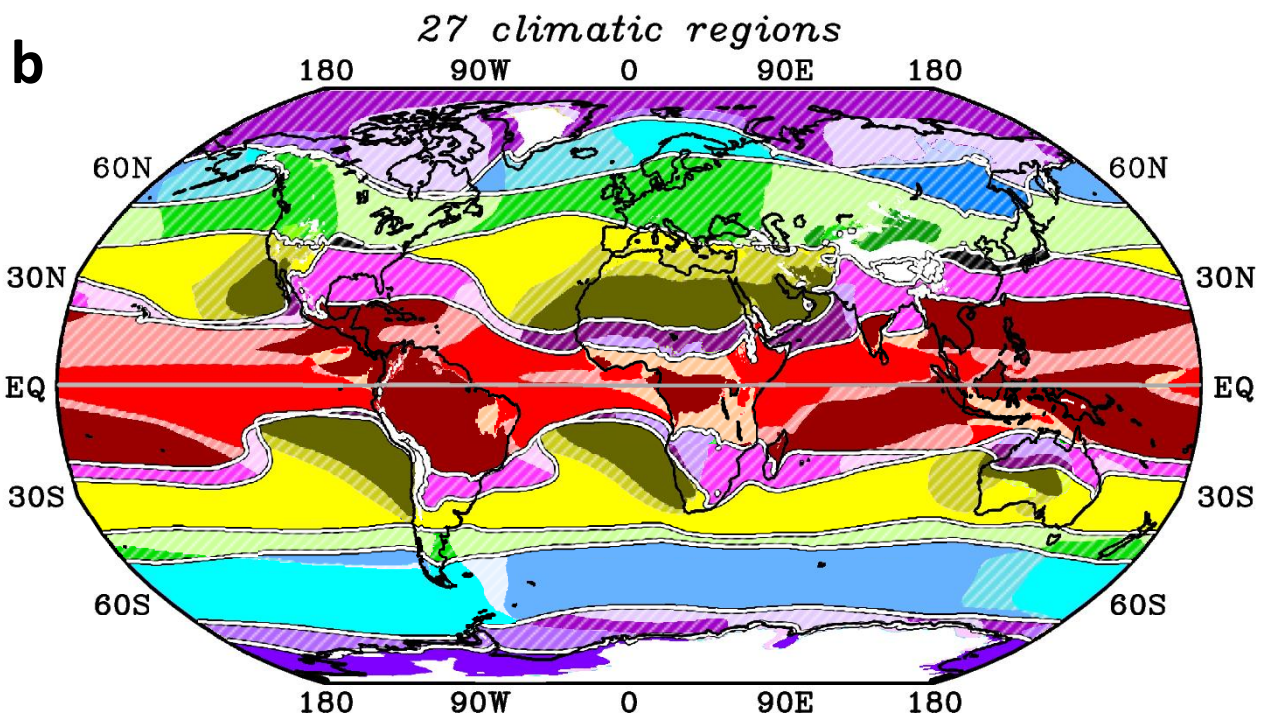 27 climatic regions
b
180 90W 0 90E 180
60N 60N
30N 30N
EQ EQ
30S 30S
60S 60S
180 90W 0 90E 180